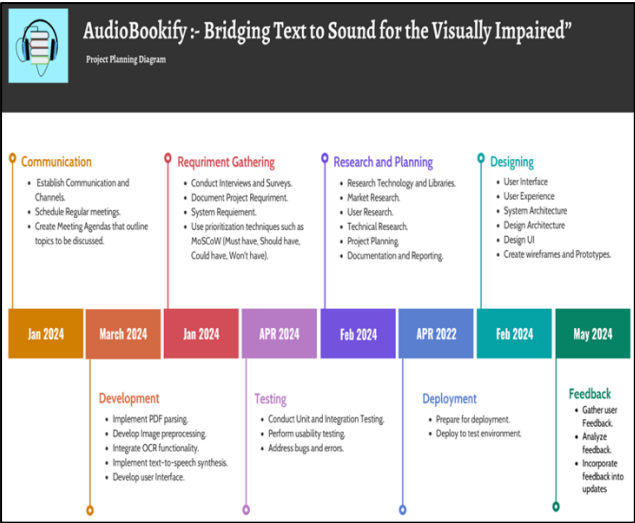 AudioBookify :- Bridging Text to Sound for the Visually Impaired”
Project Planning Diagram
Communication
• Establish Communication and
Channels.
• Schedule Regular meetings.
• Create Meeting Agendas that outline
topics to be discussed.
Requriment Gathering
• Conduct Interviews and Surveys.
• Document Project Requriment.
• System Requiement.
• Use prioritization techniques such as
MoSCoW (Must have, Should have,
Could have, Won't have).
Research and Planning
• Research Technology and Libraries.
• Market Research.
• User Research.
• Technical Research.
• Project Planning.
• Documentation and Reporting.
Designing
• User Interface
• User Experience
• System Architecture
• Design Architecture
• Design UI
• Create wireframes and Prototypes.
Jan 2024
March 2024
Jan 2024
APR 2024
Feb 2024
APR 2022
Feb 2024
May 2024
Development
• Implement PDF parsing.
• Develop Image preprocessing.
• Integrate OCR functionality.
• Implement text-to-speech synthesis.
• Develop user Interface.
Testing
• Conduct Unit and Integration Testing.
• Perform usability testing.
• Address bugs and errors.
Deployment
• Prepare for deployment.
• Deploy to test environment.
Feedback
• Gather user
Feedback.
• Analyze
feedback.
• Incorporate
feedback into
updates